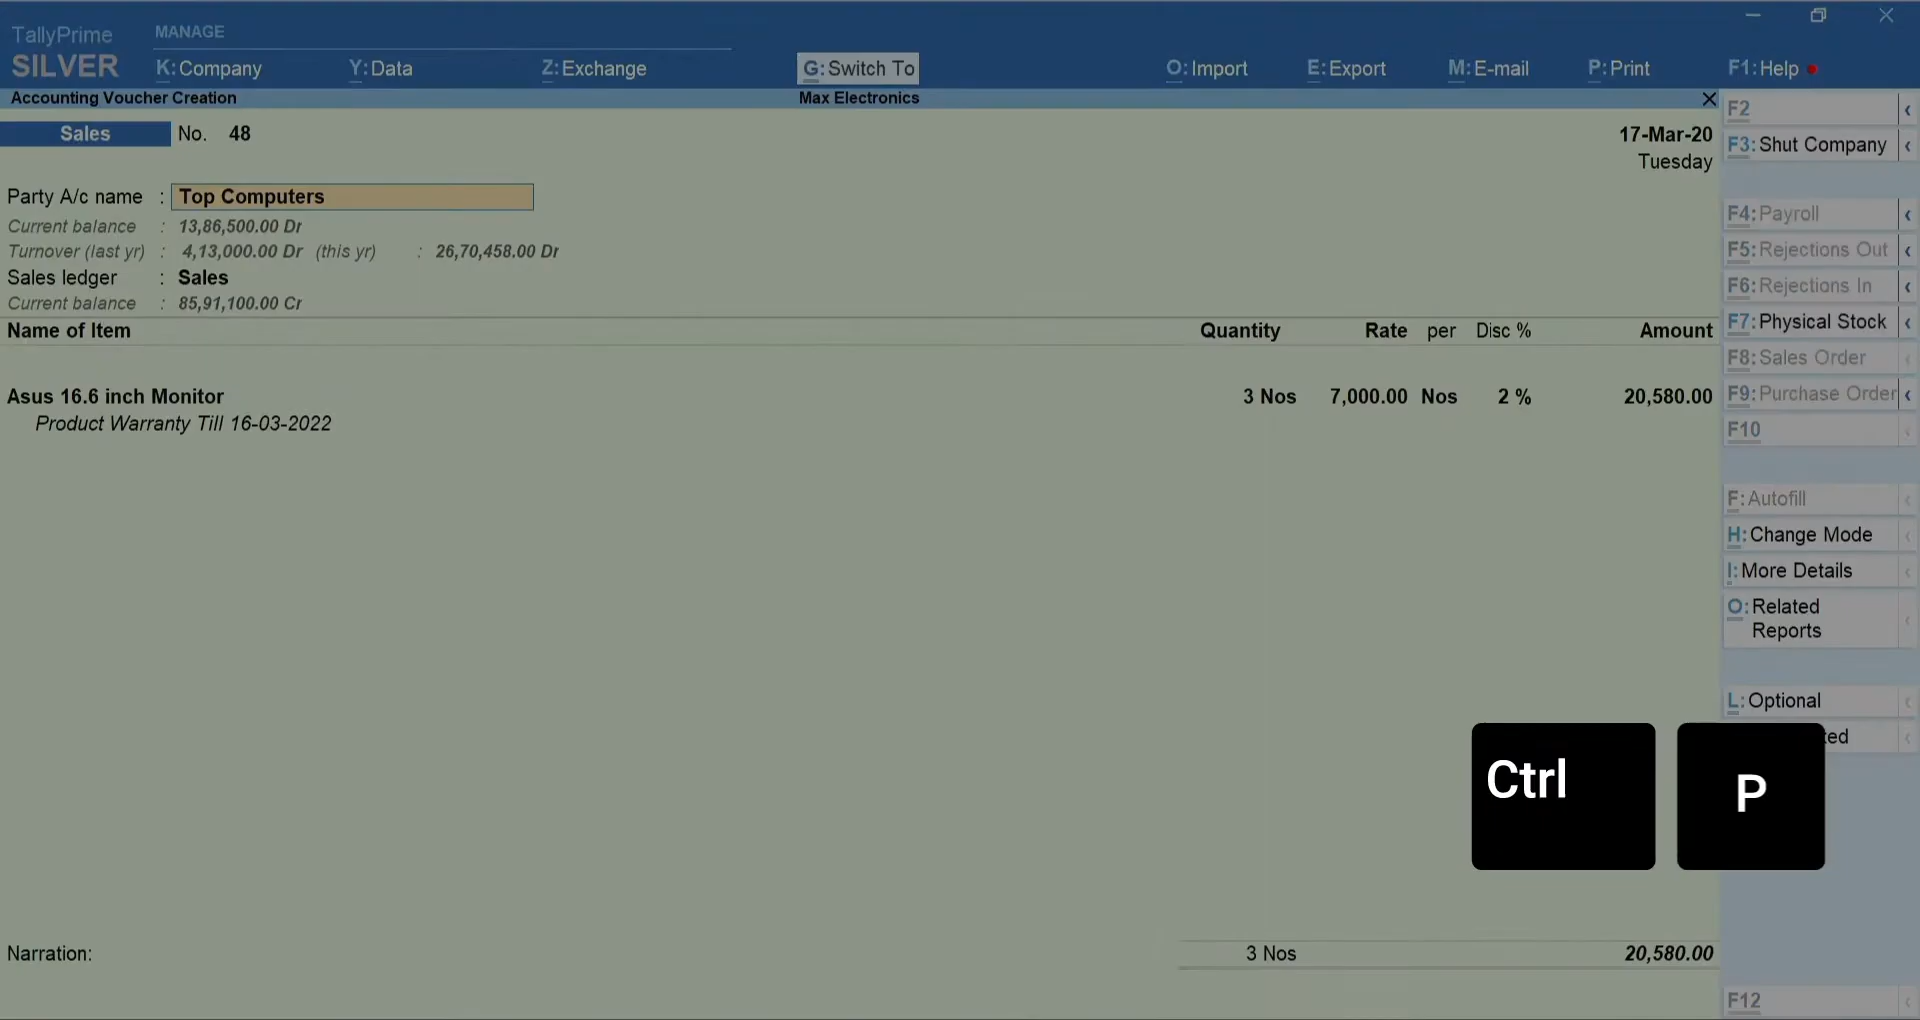 TallyPrime
SILVER
MANAGE
K:Company Y:Data Z:Exchange G:Switch To O:Import E:Export M:E-mail P:Print F1:Help
Accounting Voucher Creation Max Electronics
Sales No. 48 17-Mar-20
Tuesday
Party A/c name : Top Computers
Current balance : 13,86,500.00 Dr
Turnover (last yr) : 4,13,000.00 Dr (this yr) : 26,70,458.00 Dr
Sales ledger : Sales
Current balance : 85,91,100.00 Cr
Name of Item Quantity Rate per Disc % Amount
Asus 16.6 inch Monitor 3 Nos 7,000.00 Nos 2 % 20,580.00
Product Warranty Till 16-03-2022
Narration: 3 Nos 20,580.00
F2
F3:Shut Company
F4:Payroll
F5:Rejections Out
F6:Rejections In
F7:Physical Stock
F8:Sales Order
F9:Purchase Order
F10
F:Autofill
H:Change Mode
I:More Details
O:Related
Reports
L:Optional
Ctrl P
F12